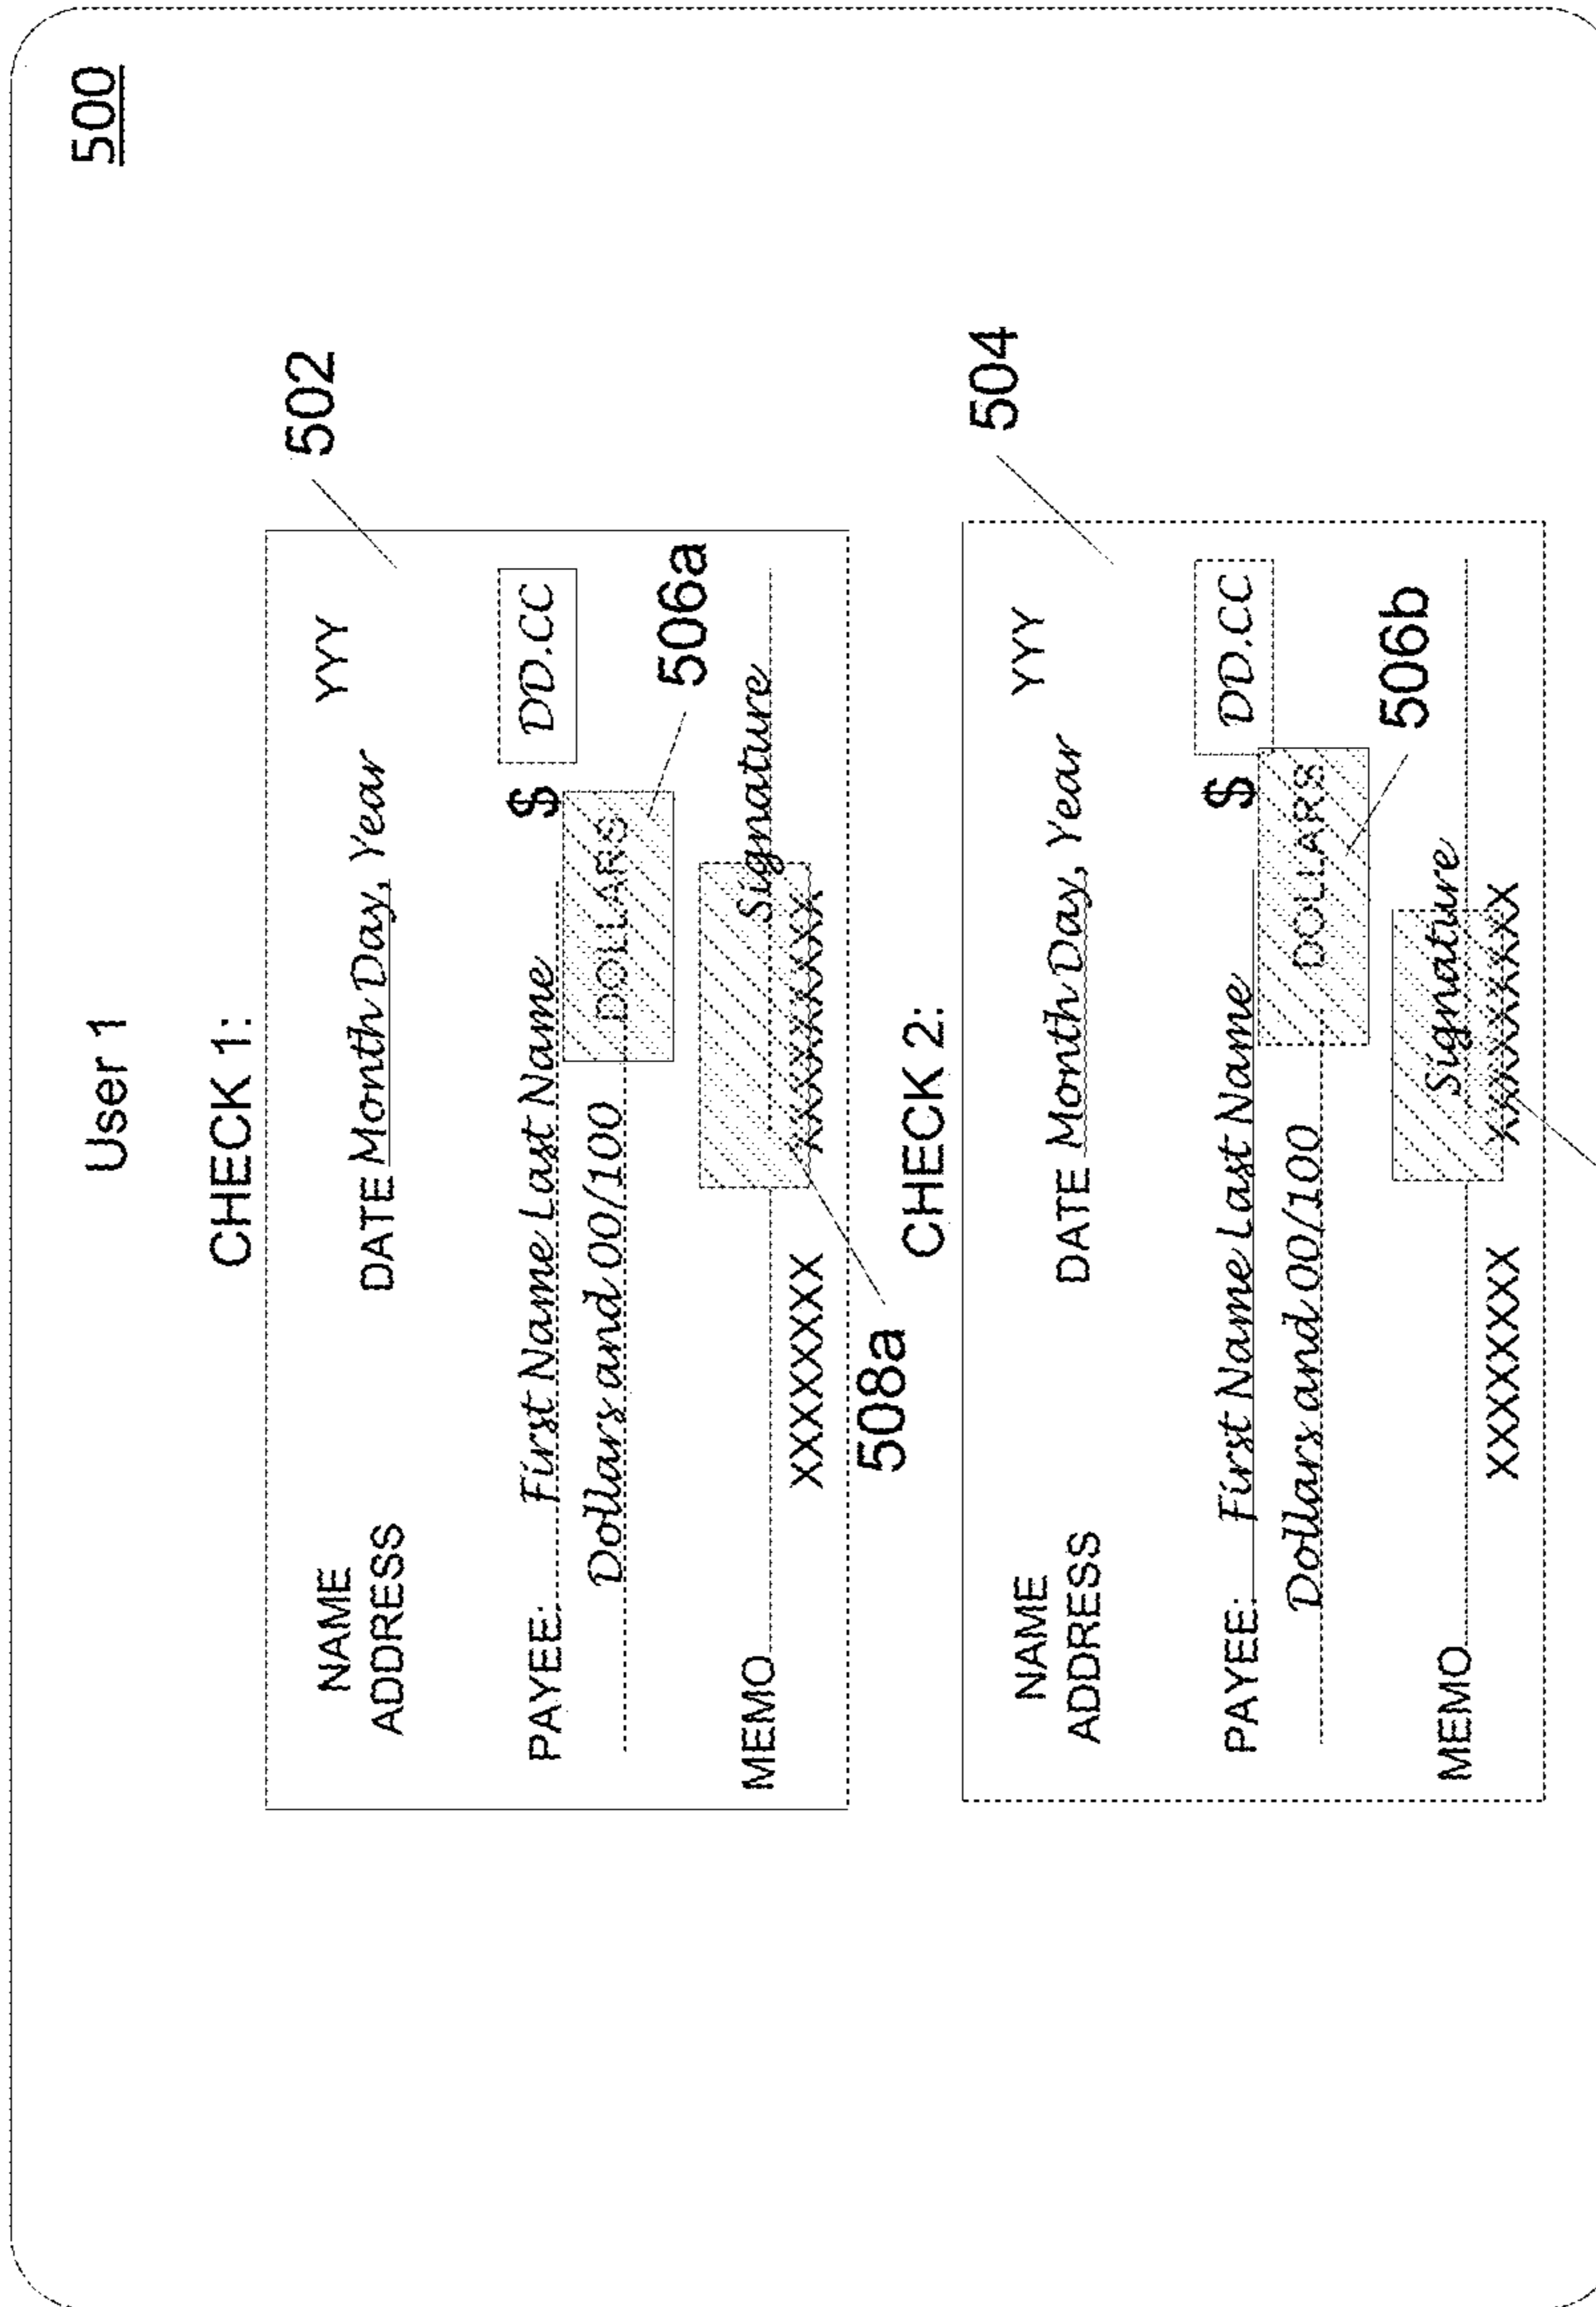 500
User 1
CHECK 1:
502
NAME YYY
ADDRESS DATE Month Day, Year
PAYEE: First Name Last Name $ DD.CC
Dollars and 00/100 DOLLARS
506a
MEMO Signature
XXXXXXX XXXXXXXX
508a
CHECK 2:
504
NAME YYY
ADDRESS DATE Month Day, Year
PAYEE: First Name Last Name $ DD.CC
Dollars and 00/100 DOLLARS
506b
MEMO Signature
XXXXXXX XXXXXXXX